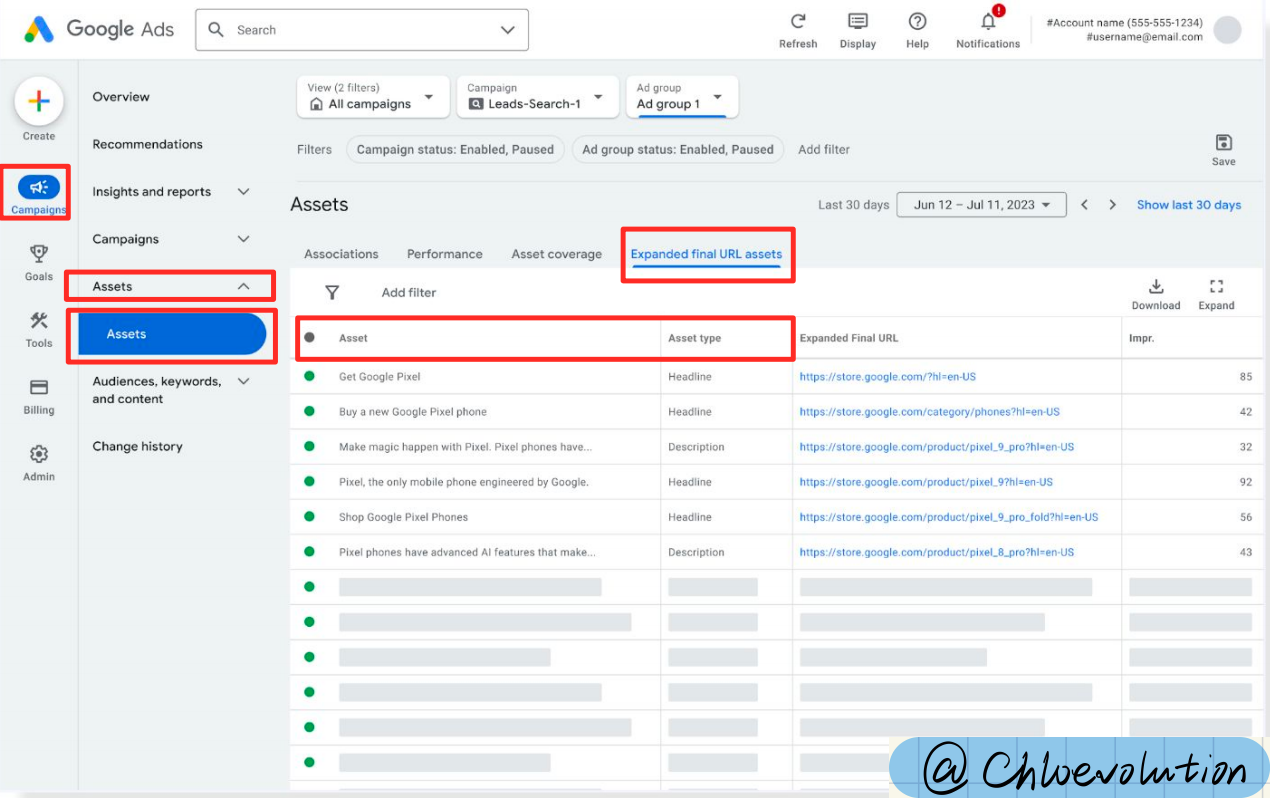 Google Ads
Search
Refresh
Display
Help
Notifications
#Account name (555-555-1234)
#username@email.com
Create
Campaigns
Goals
Tools
Billing
Admin
Overview
Recommendations
Insights and reports
Campaigns
Assets
Assets
Audiences, keywords,
and content
Change history
View (2 filters)
All campaigns
Campaign
Leads-Search-1
Ad group
Ad group 1
Filters
Campaign status: Enabled, Paused
Ad group status: Enabled, Paused
Add filter
Save
Assets
Last 30 days
Jun 12 – Jul 11, 2023
Show last 30 days
Associations
Performance
Asset coverage
Expanded final URL assets
Add filter
Download
Expand
Asset Asset type Expanded Final URL Impr.
Get Google Pixel Headline https://store.google.com/?hl=en-US 85
Buy a new Google Pixel phone Headline https://store.google.com/category/phones?hl=en-US 42
Make magic happen with Pixel. Pixel phones have... Description https://store.google.com/product/pixel_9_pro?hl=en-US 32
Pixel, the only mobile phone engineered by Google. Headline https://store.google.com/product/pixel_9?hl=en-US 92
Shop Google Pixel Phones Headline https://store.google.com/product/pixel_9_pro_fold?hl=en-US 56
Pixel phones have advanced AI features that make... Description https://store.google.com/product/pixel_8_pro?hl=en-US 43
@Chloevolution